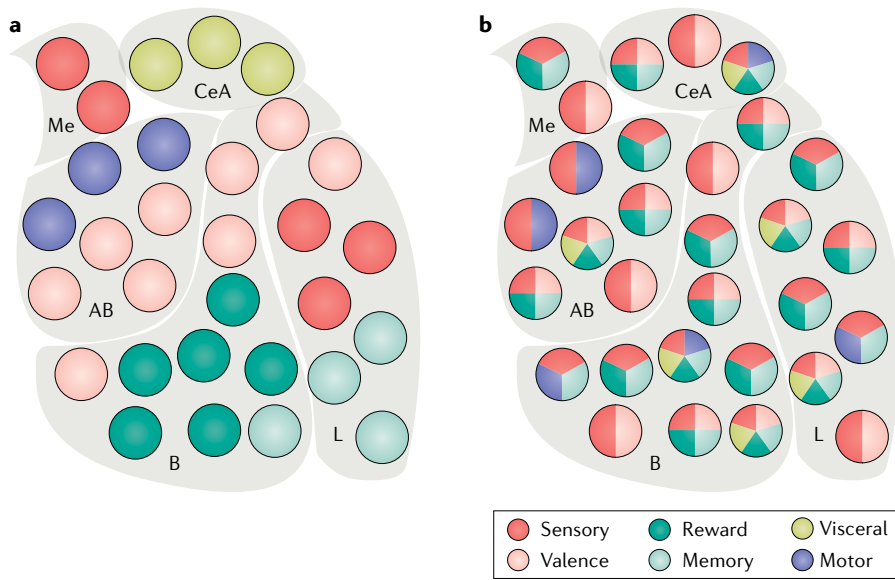 a
CeA
Me
AB
B
L
b
CeA
Me
AB
B
L
Sensory Reward Visceral
Valence Memory Motor